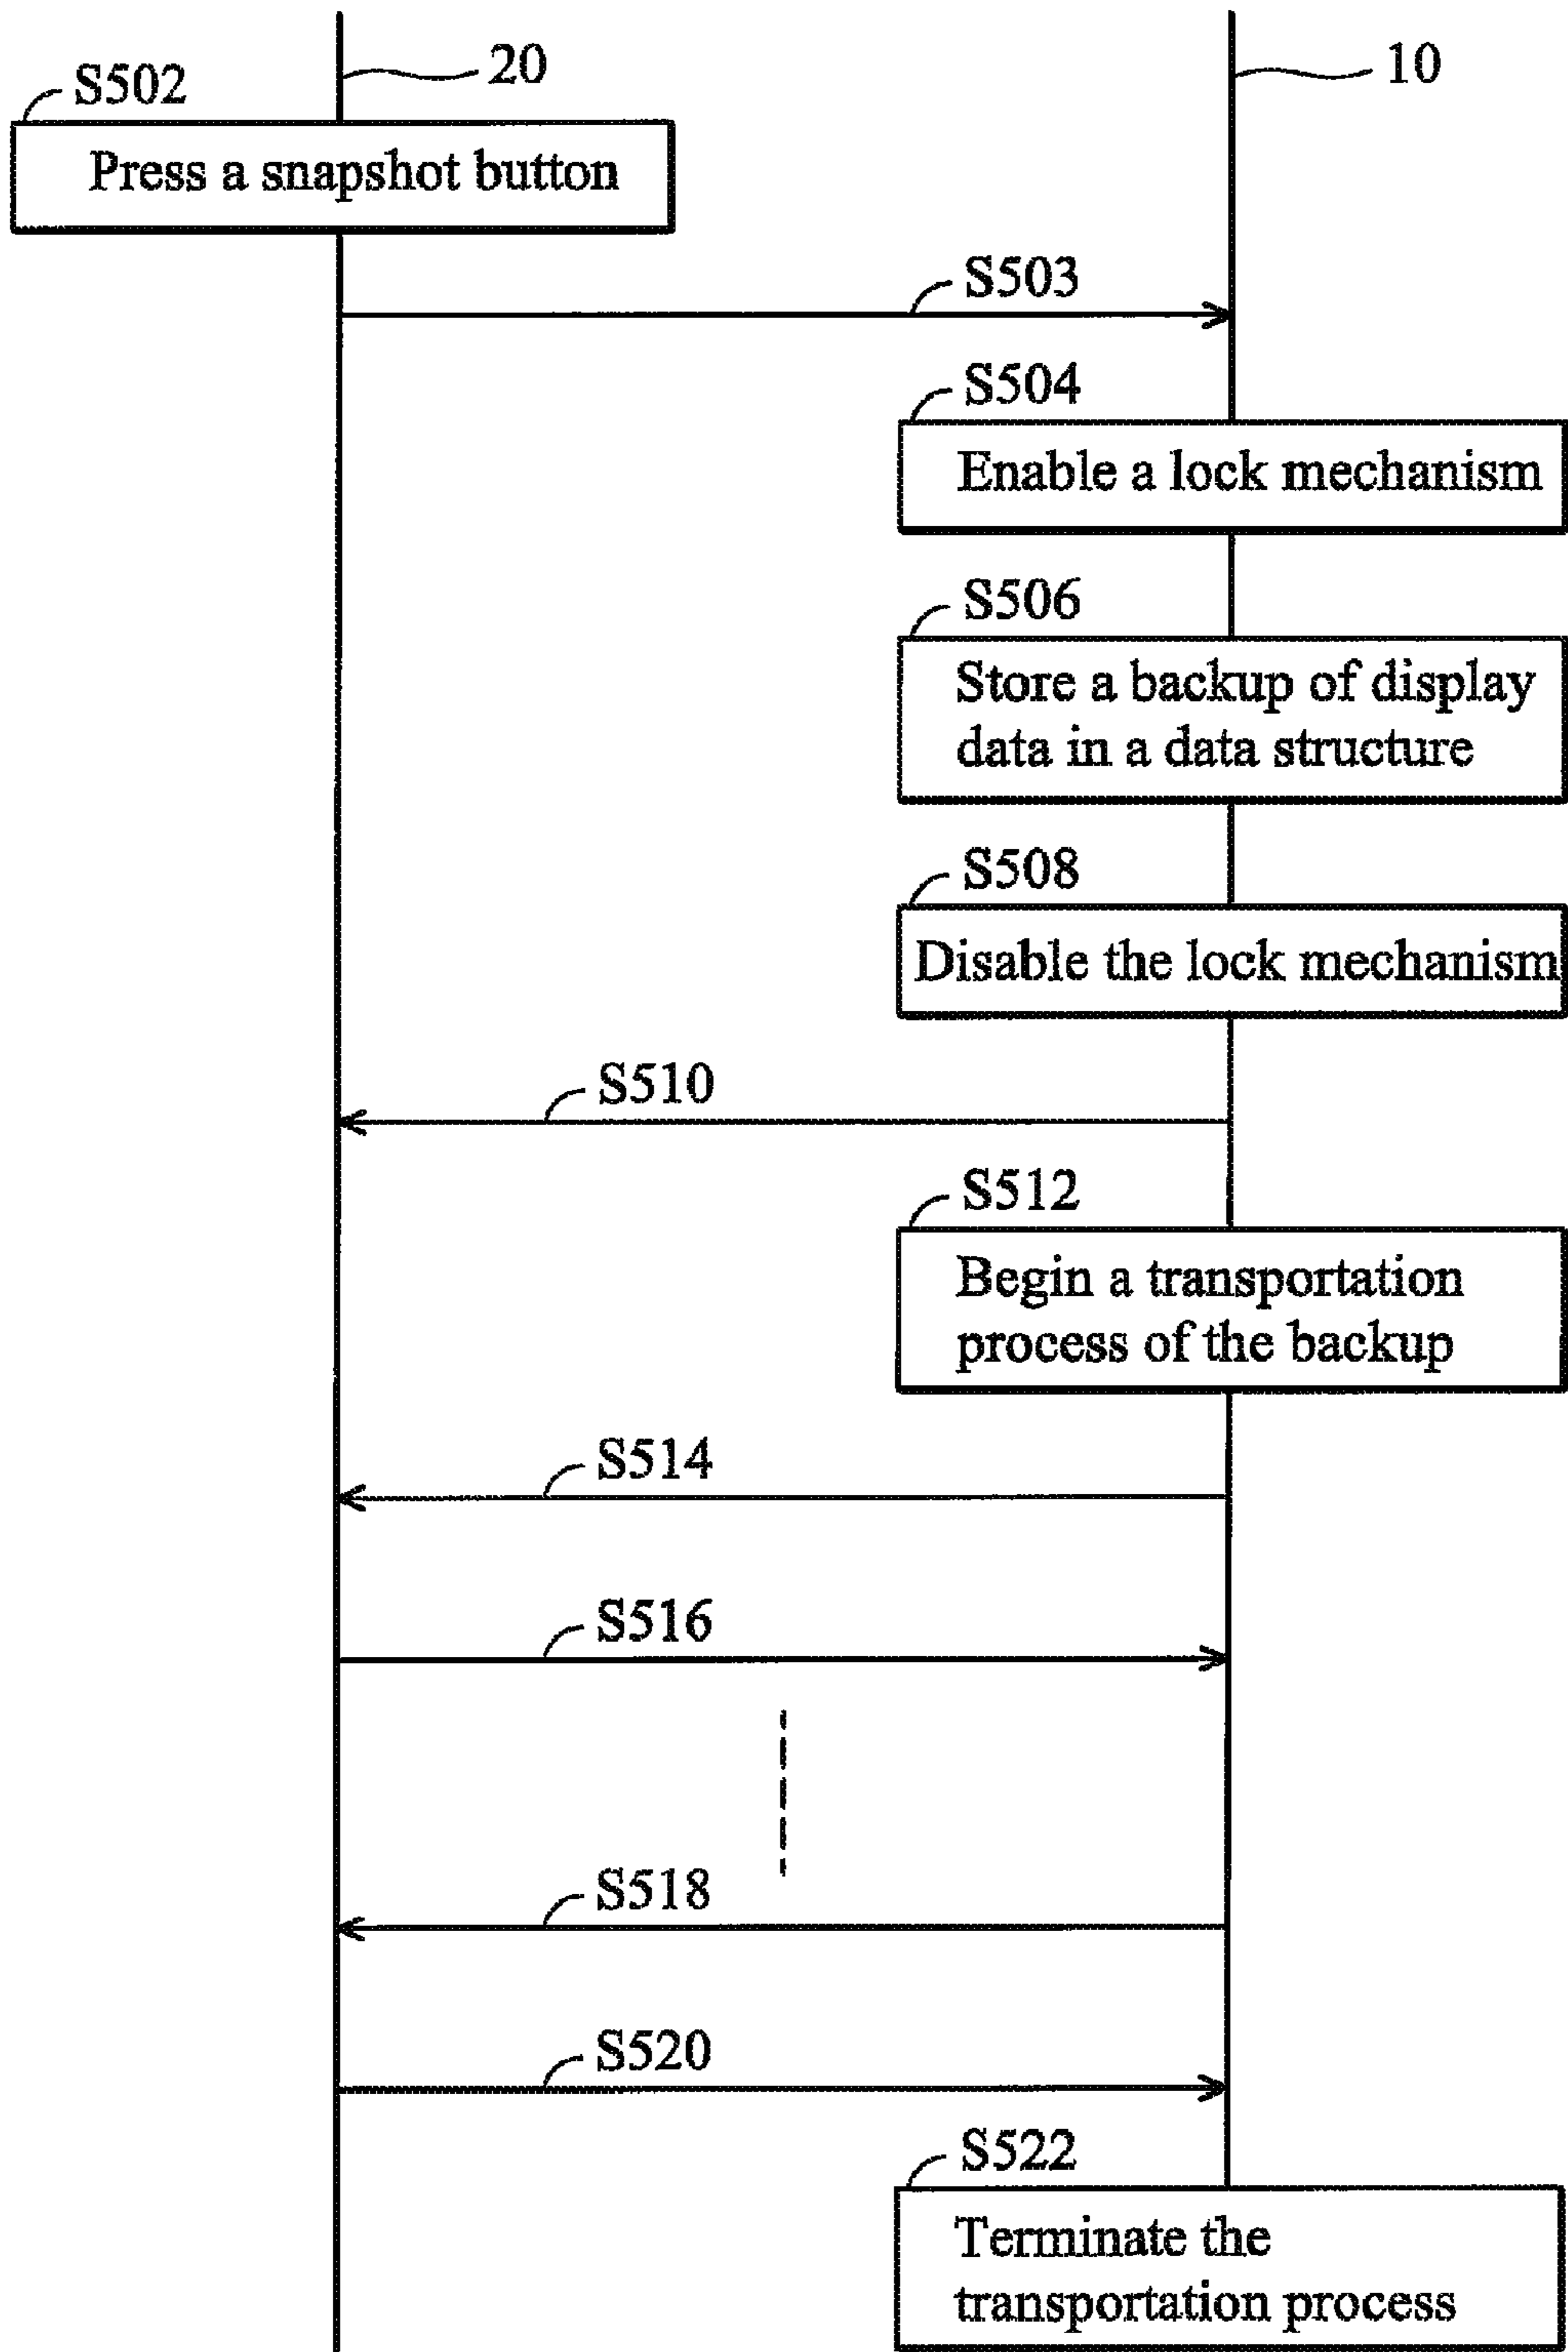 20
10
S502
Press a snapshot button
S503
S504
Enable a lock mechanism
S506
Store a backup of display
data in a data structure
S508
Disable the lock mechanism
S510
S512
Begin a transportation
process of the backup
S514
S516
S518
S520
S522
Terminate the
transportation process